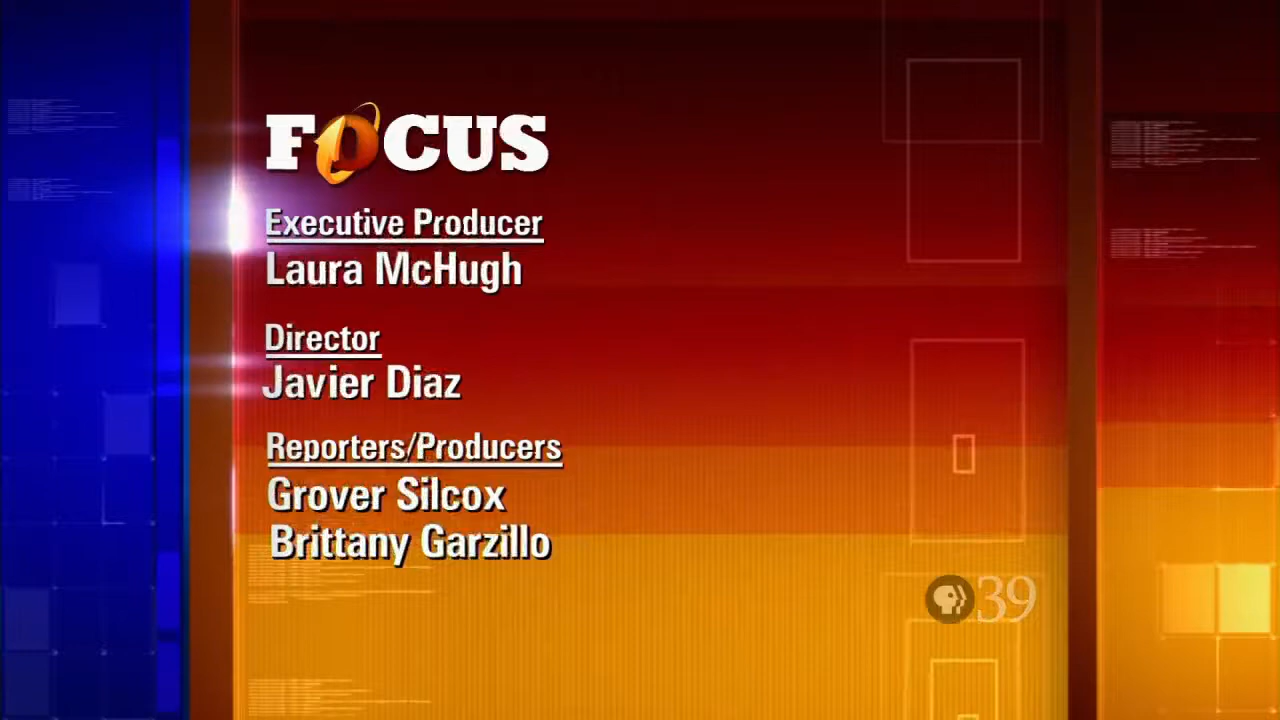 FOCUS
Executive Producer
Laura McHugh
Director
Javier Diaz
Reporters/Producers
Grover Silcox
Brittany Garzillo
39